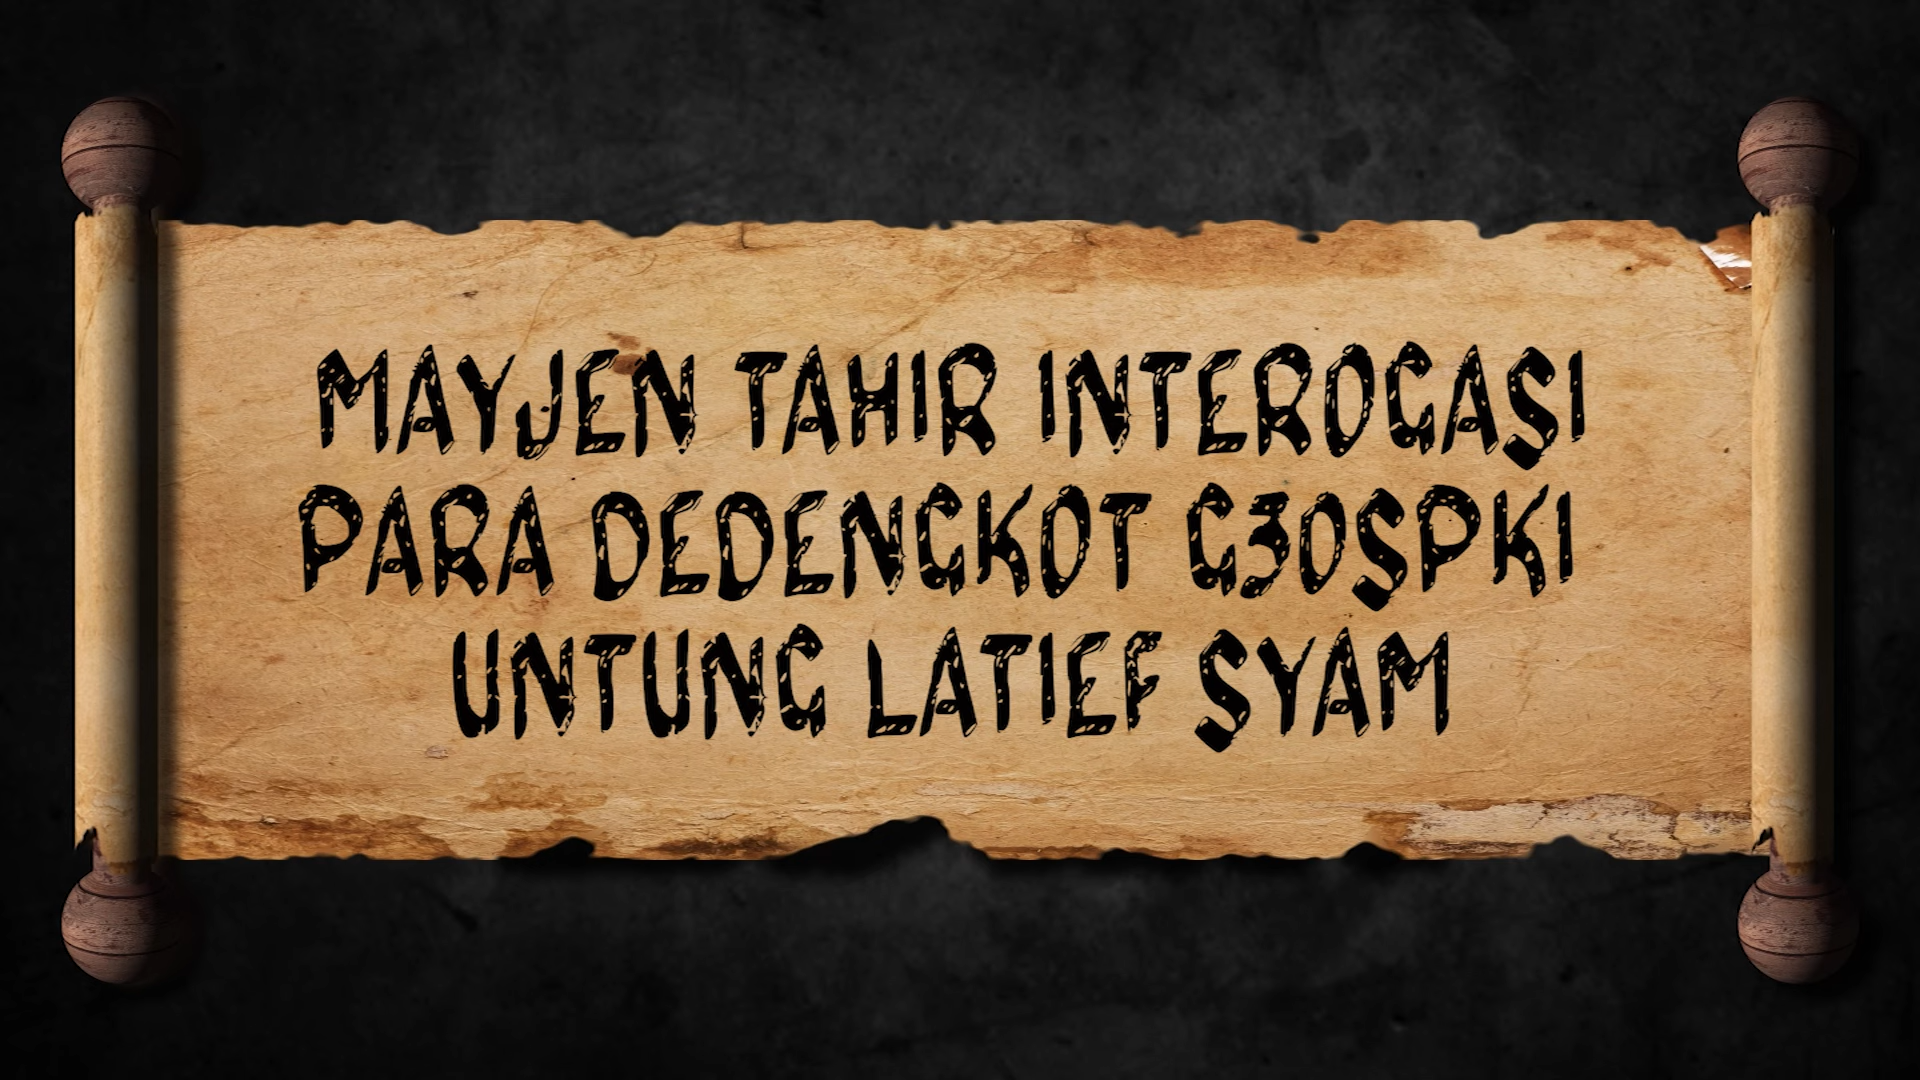 MAYJEN TAHIR INTEROGASI
PARA DEDENGKOT G30SPKI
UNTUNG LATIEF SYAM